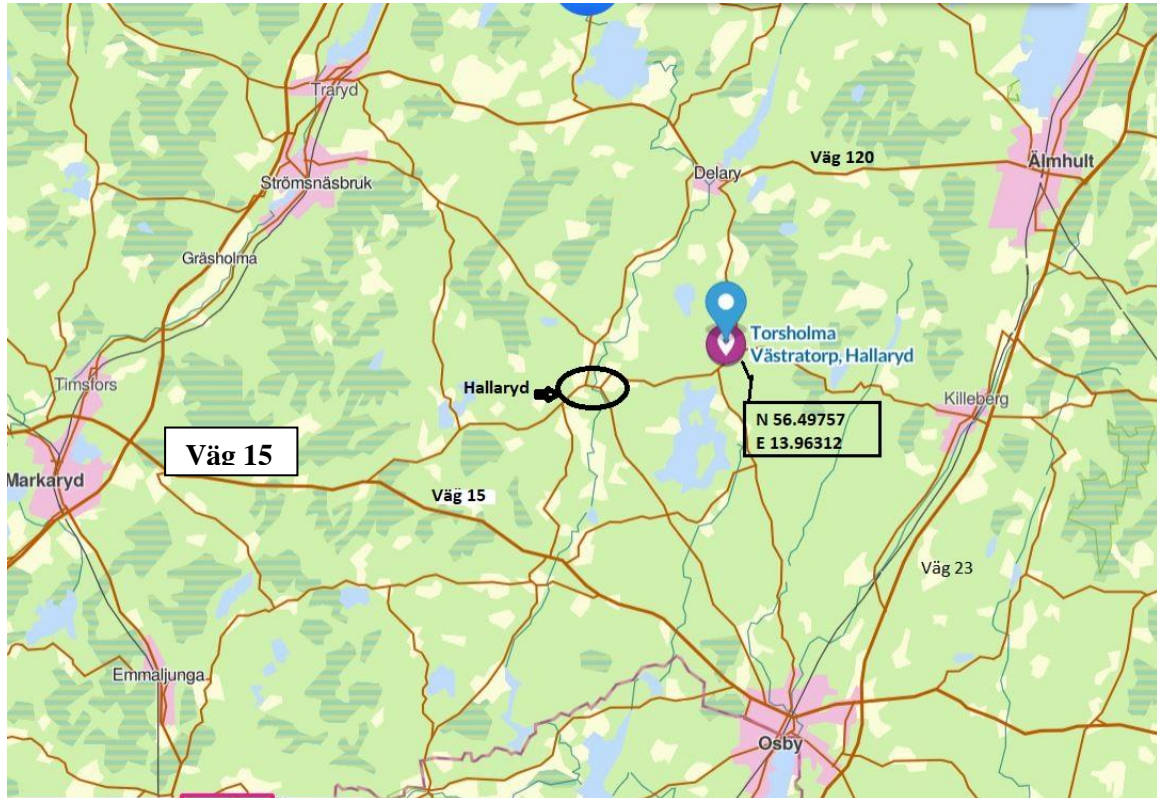 Traryd
Väg 120
Älmhult
Delary
Strömsnäsbruk
Gräsholma
Torsholma
Västratorp, Hallaryd
Timsfors
Hallaryd
Killeberg
N 56.49757
E 13.96312
Väg 15
Markaryd
Väg 15
Väg 23
Emmaljunga
Osby